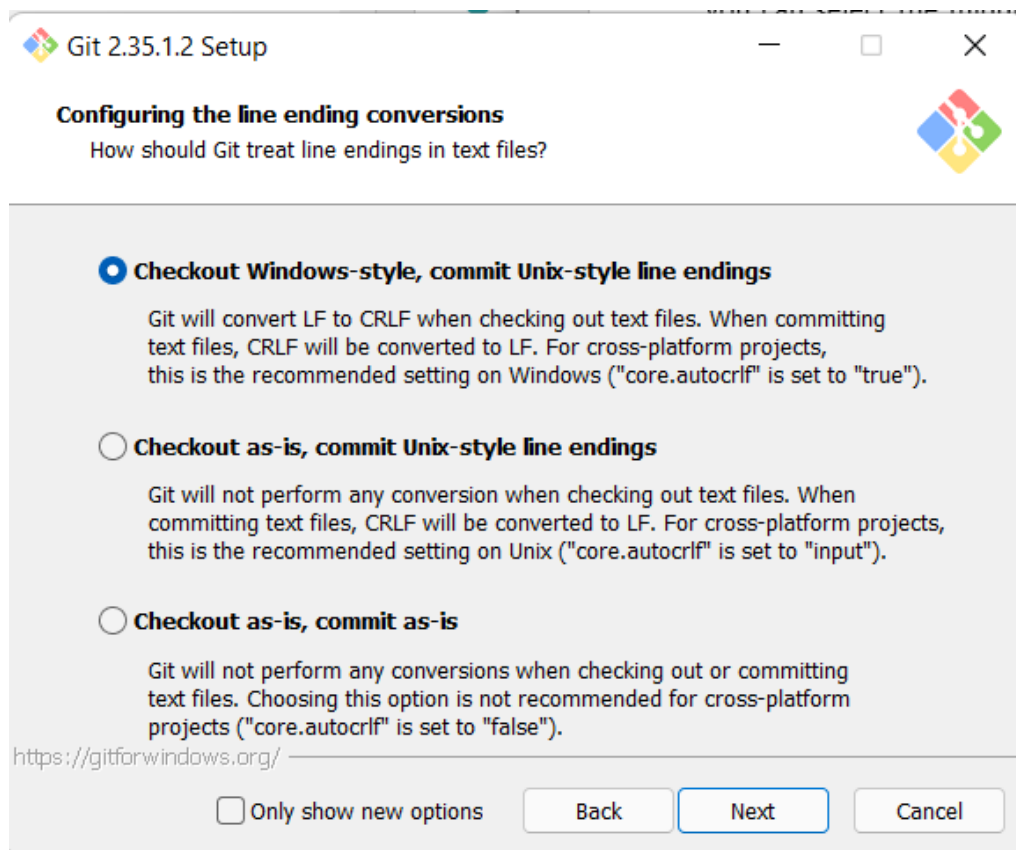 Git 2.35.1.2 Setup
Configuring the line ending conversions
How should Git treat line endings in text files?
Checkout Windows-style, commit Unix-style line endings
Git will convert LF to CRLF when checking out text files. When committing
text files, CRLF will be converted to LF. For cross-platform projects,
this is the recommended setting on Windows ("core.autocrlf" is set to "true").
Checkout as-is, commit Unix-style line endings
Git will not perform any conversion when checking out text files. When
committing text files, CRLF will be converted to LF. For cross-platform projects,
this is the recommended setting on Unix ("core.autocrlf" is set to "input").
Checkout as-is, commit as-is
Git will not perform any conversions when checking out or committing
text files. Choosing this option is not recommended for cross-platform
projects ("core.autocrlf" is set to "false").
https://gitforwindows.org/
Only show new options
Back
Next
Cancel